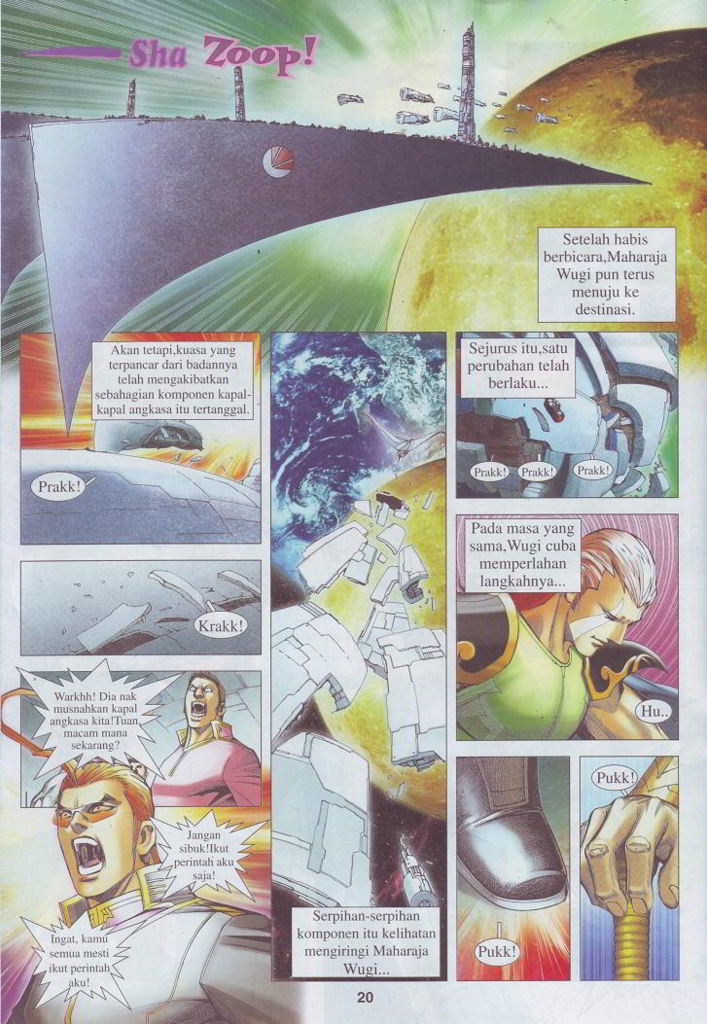 Sha Zoop!
Setelah habis
berbicara,Maharaja
Wugi pun terus
menuju ke
destinasi.
Akan tetapi,kuasa yang
terpancar dari badannya
telah mengakibatkan
sebahagian komponen kapal-
kapal angkasa itu tertanggal.
Prakk!
Krakk!
Warkhh! Dia nak
musnahkan kapal
angkasa kita!Tuan
macam mana
sekarang?
Jangan
sibuk!Ikut
perintah aku
saja!
Ingat, kamu
semua mesti
ikut perintah
aku!
Serpihan-serpihan
komponen itu kelihatan
mengiringi Maharaja
Wugi...
Sejurus itu,satu
perubahan telah
berlaku...
Prakk!
Prakk!
Prakk!
Pada masa yang
sama,Wugi cuba
memperlahan
langkahnya...
Hu..
Pukk!
Pukk!
20